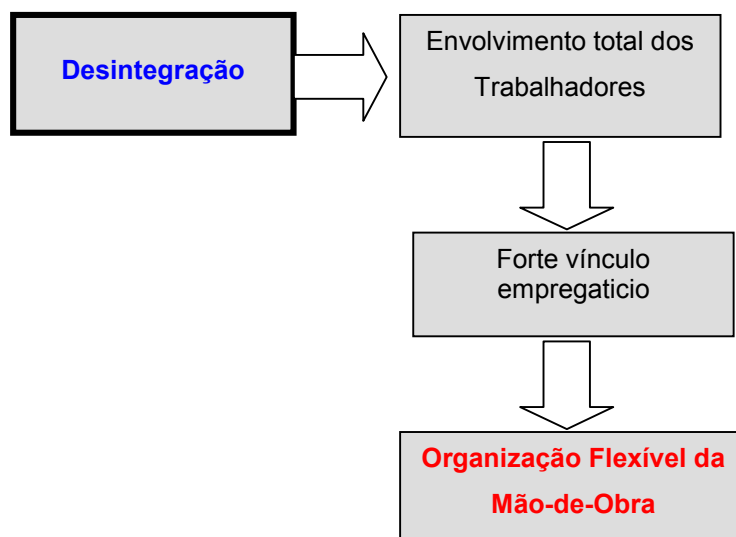 Desintegração
Envolvimento total dos
Trabalhadores
Forte vínculo
empregaticio
Organização Flexível da
Mão-de-Obra